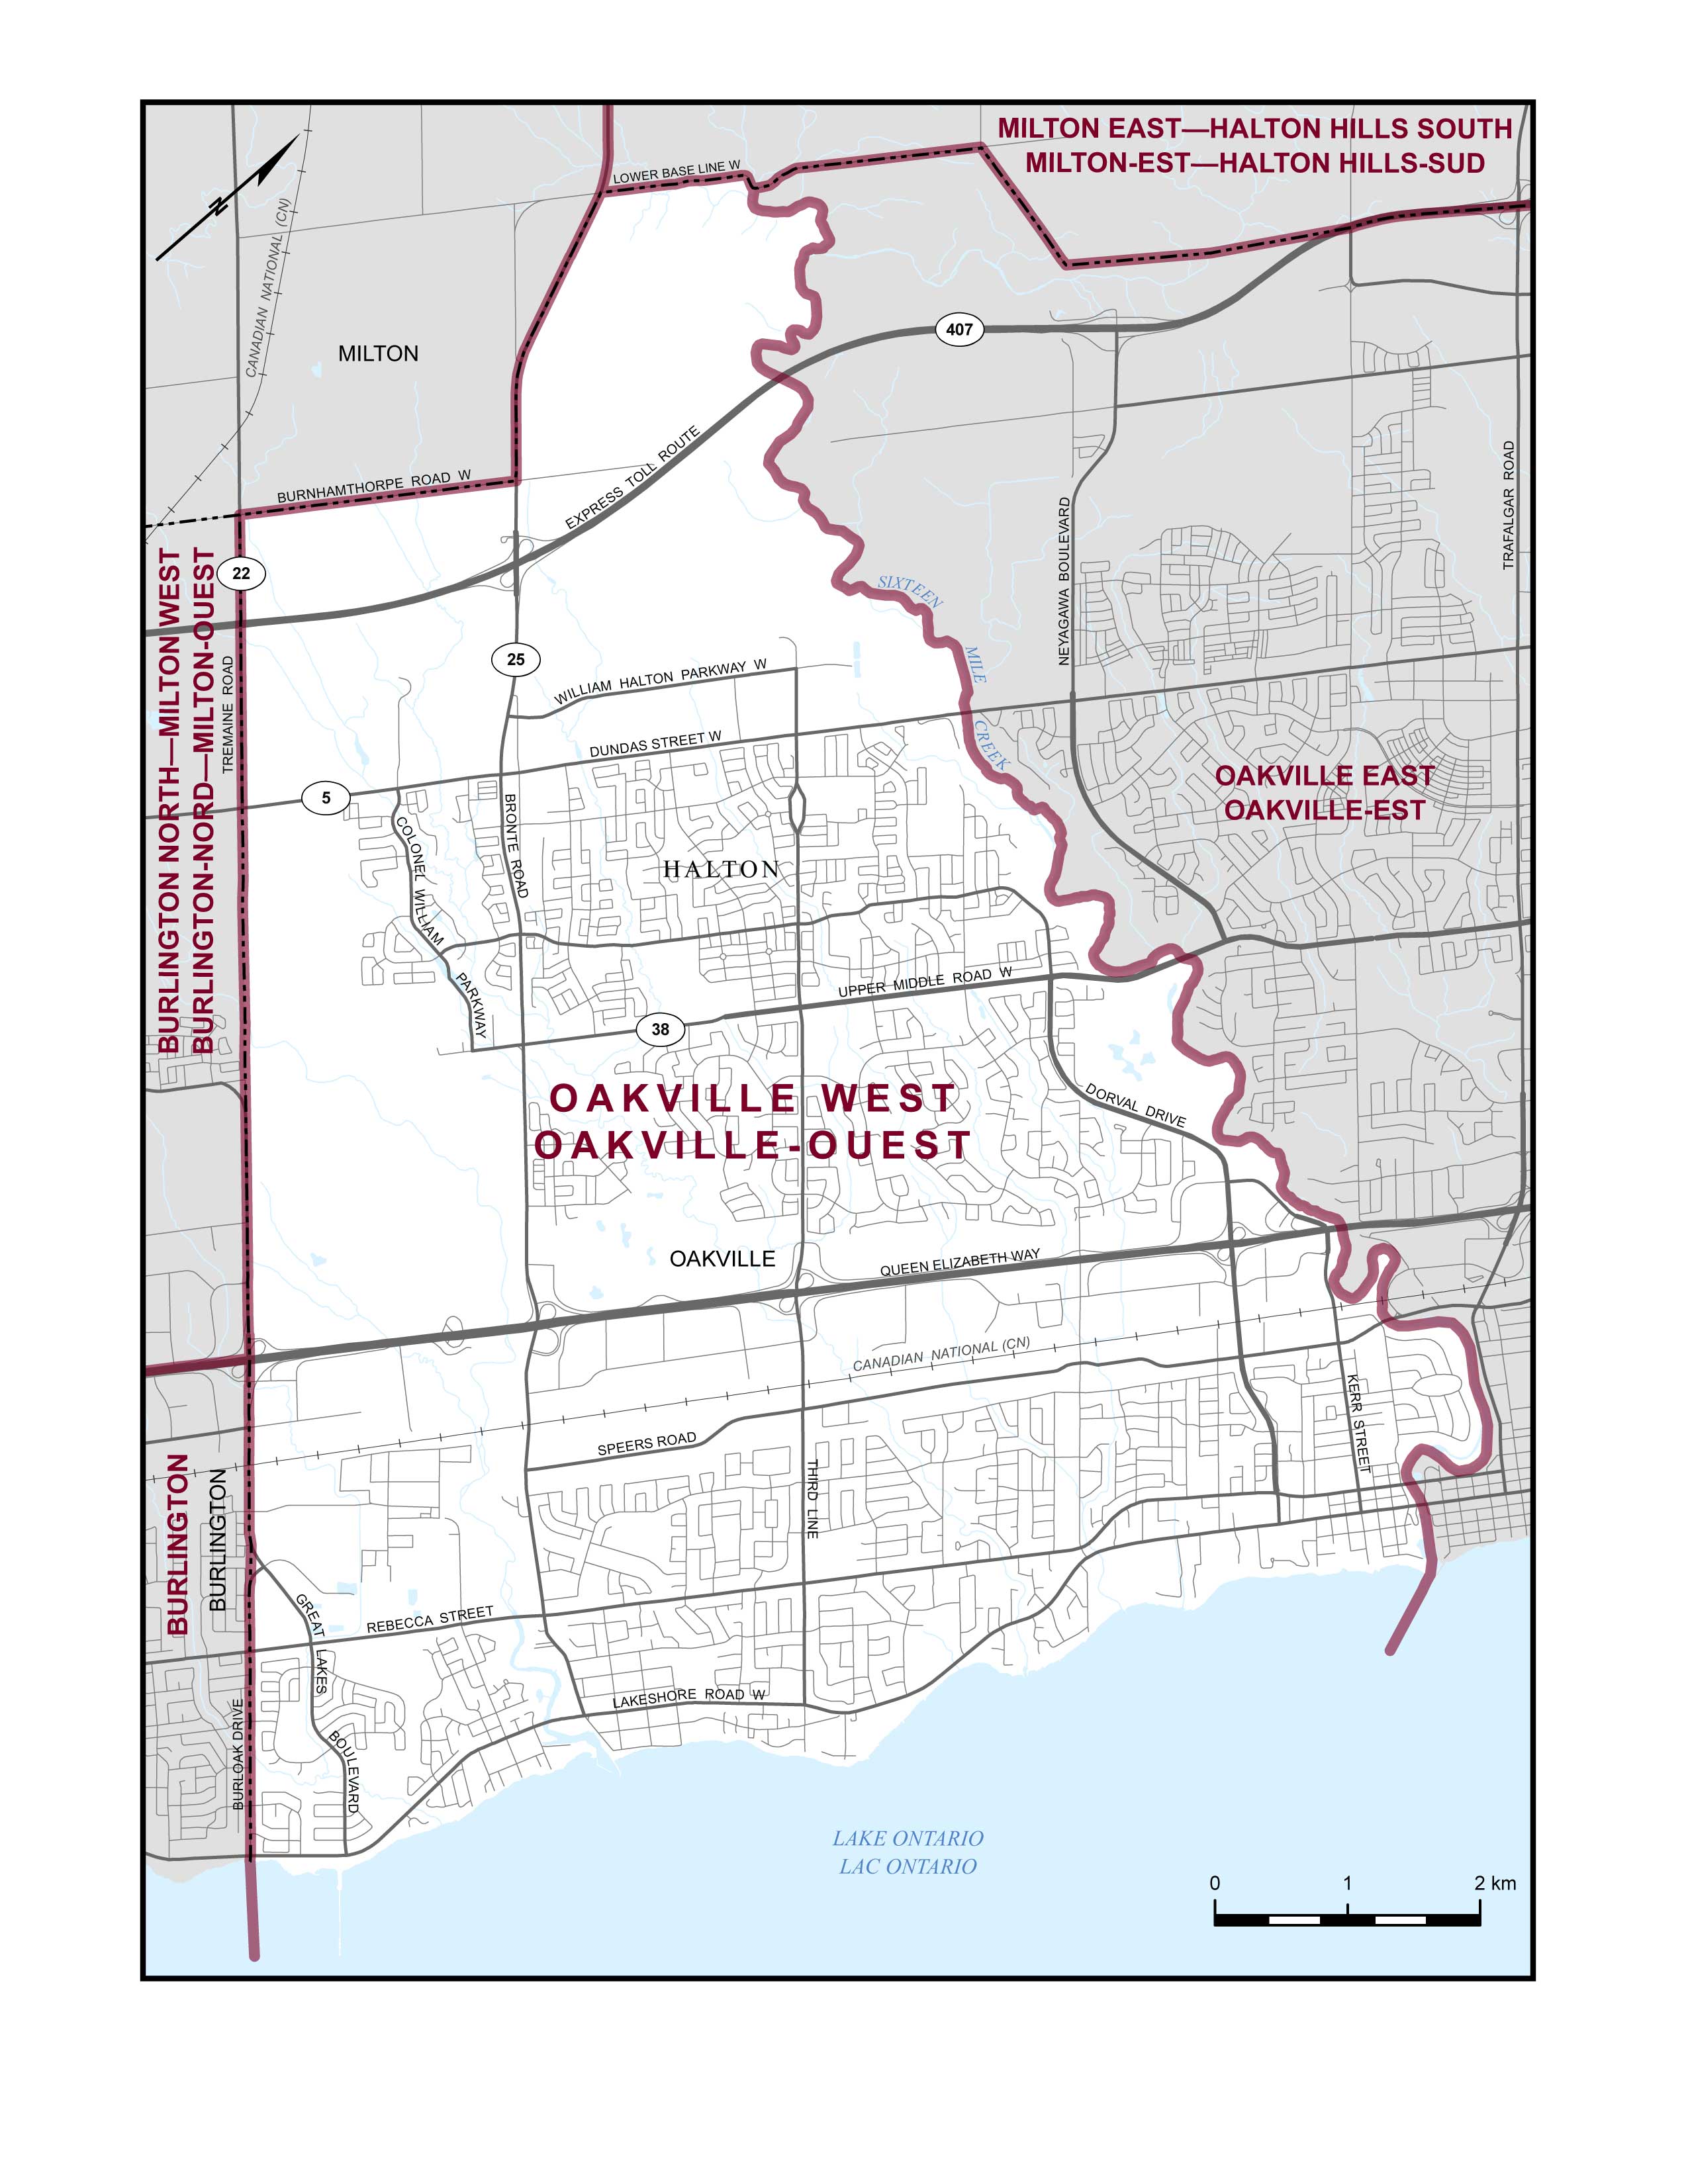 MILTON EAST—HALTON HILLS SOUTH
MILTON-EST—HALTON HILLS-SUD
LOWER BASE LINE W
N
CANADIAN NATIONAL (CN)
MILTON
407
BURNHAMTHORPE ROAD W
EXPRESS TOLL ROUTE
TRAFALGAR ROAD
NEYAGAWA BOULEVARD
BURLINGTON NORTH—MILTON WEST
BURLINGTON-NORD—MILTON-OUEST
22
SIXTEEN MILE CREEK
25
TREMAINE ROAD
WILLIAM HALTON PARKWAY W
DUNDAS STREET W
5
OAKVILLE EAST
OAKVILLE-EST
COLONEL WILLIAM PARKWAY
BRONTE ROAD
HALTON
UPPER MIDDLE ROAD W
38
OAKVILLE WEST
OAKVILLE-OUEST
DORVAL DRIVE
OAKVILLE
QUEEN ELIZABETH WAY
CANADIAN NATIONAL (CN)
KERR STREET
SPEERS ROAD
THIRD LINE
BURLINGTON
BURLINGTON
GREAT LAKES BOULEVARD
REBECCA STREET
BURLOAK DRIVE
LAKESHORE ROAD W
LAKE ONTARIO
LAC ONTARIO
0 1 2 km